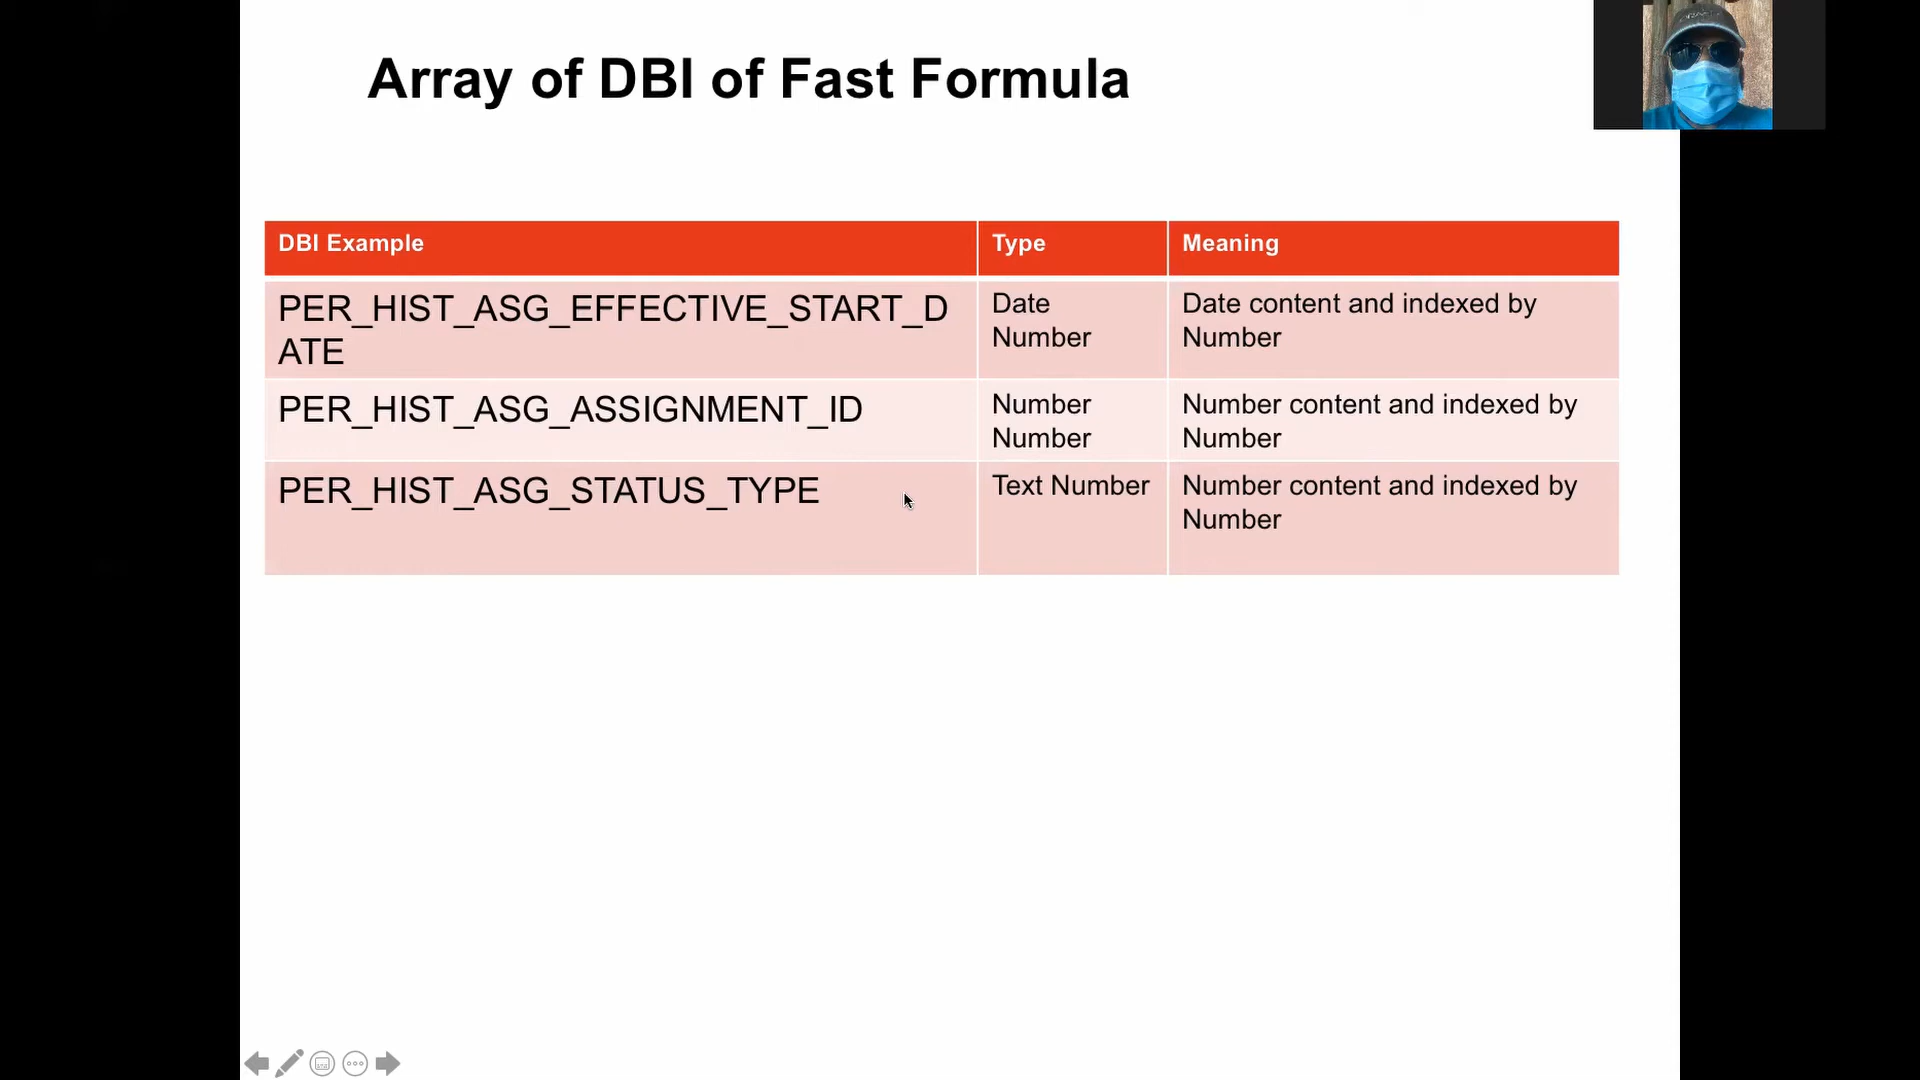 Array of DBI of Fast Formula
DBI Example
Type
Meaning
PER_HIST_ASG_EFFECTIVE_START_D
ATE
Date
Number
Date content and indexed by
Number
PER_HIST_ASG_ASSIGNMENT_ID
Number
Number
Number content and indexed by
Number
PER_HIST_ASG_STATUS_TYPE
Text Number
Number content and indexed by
Number